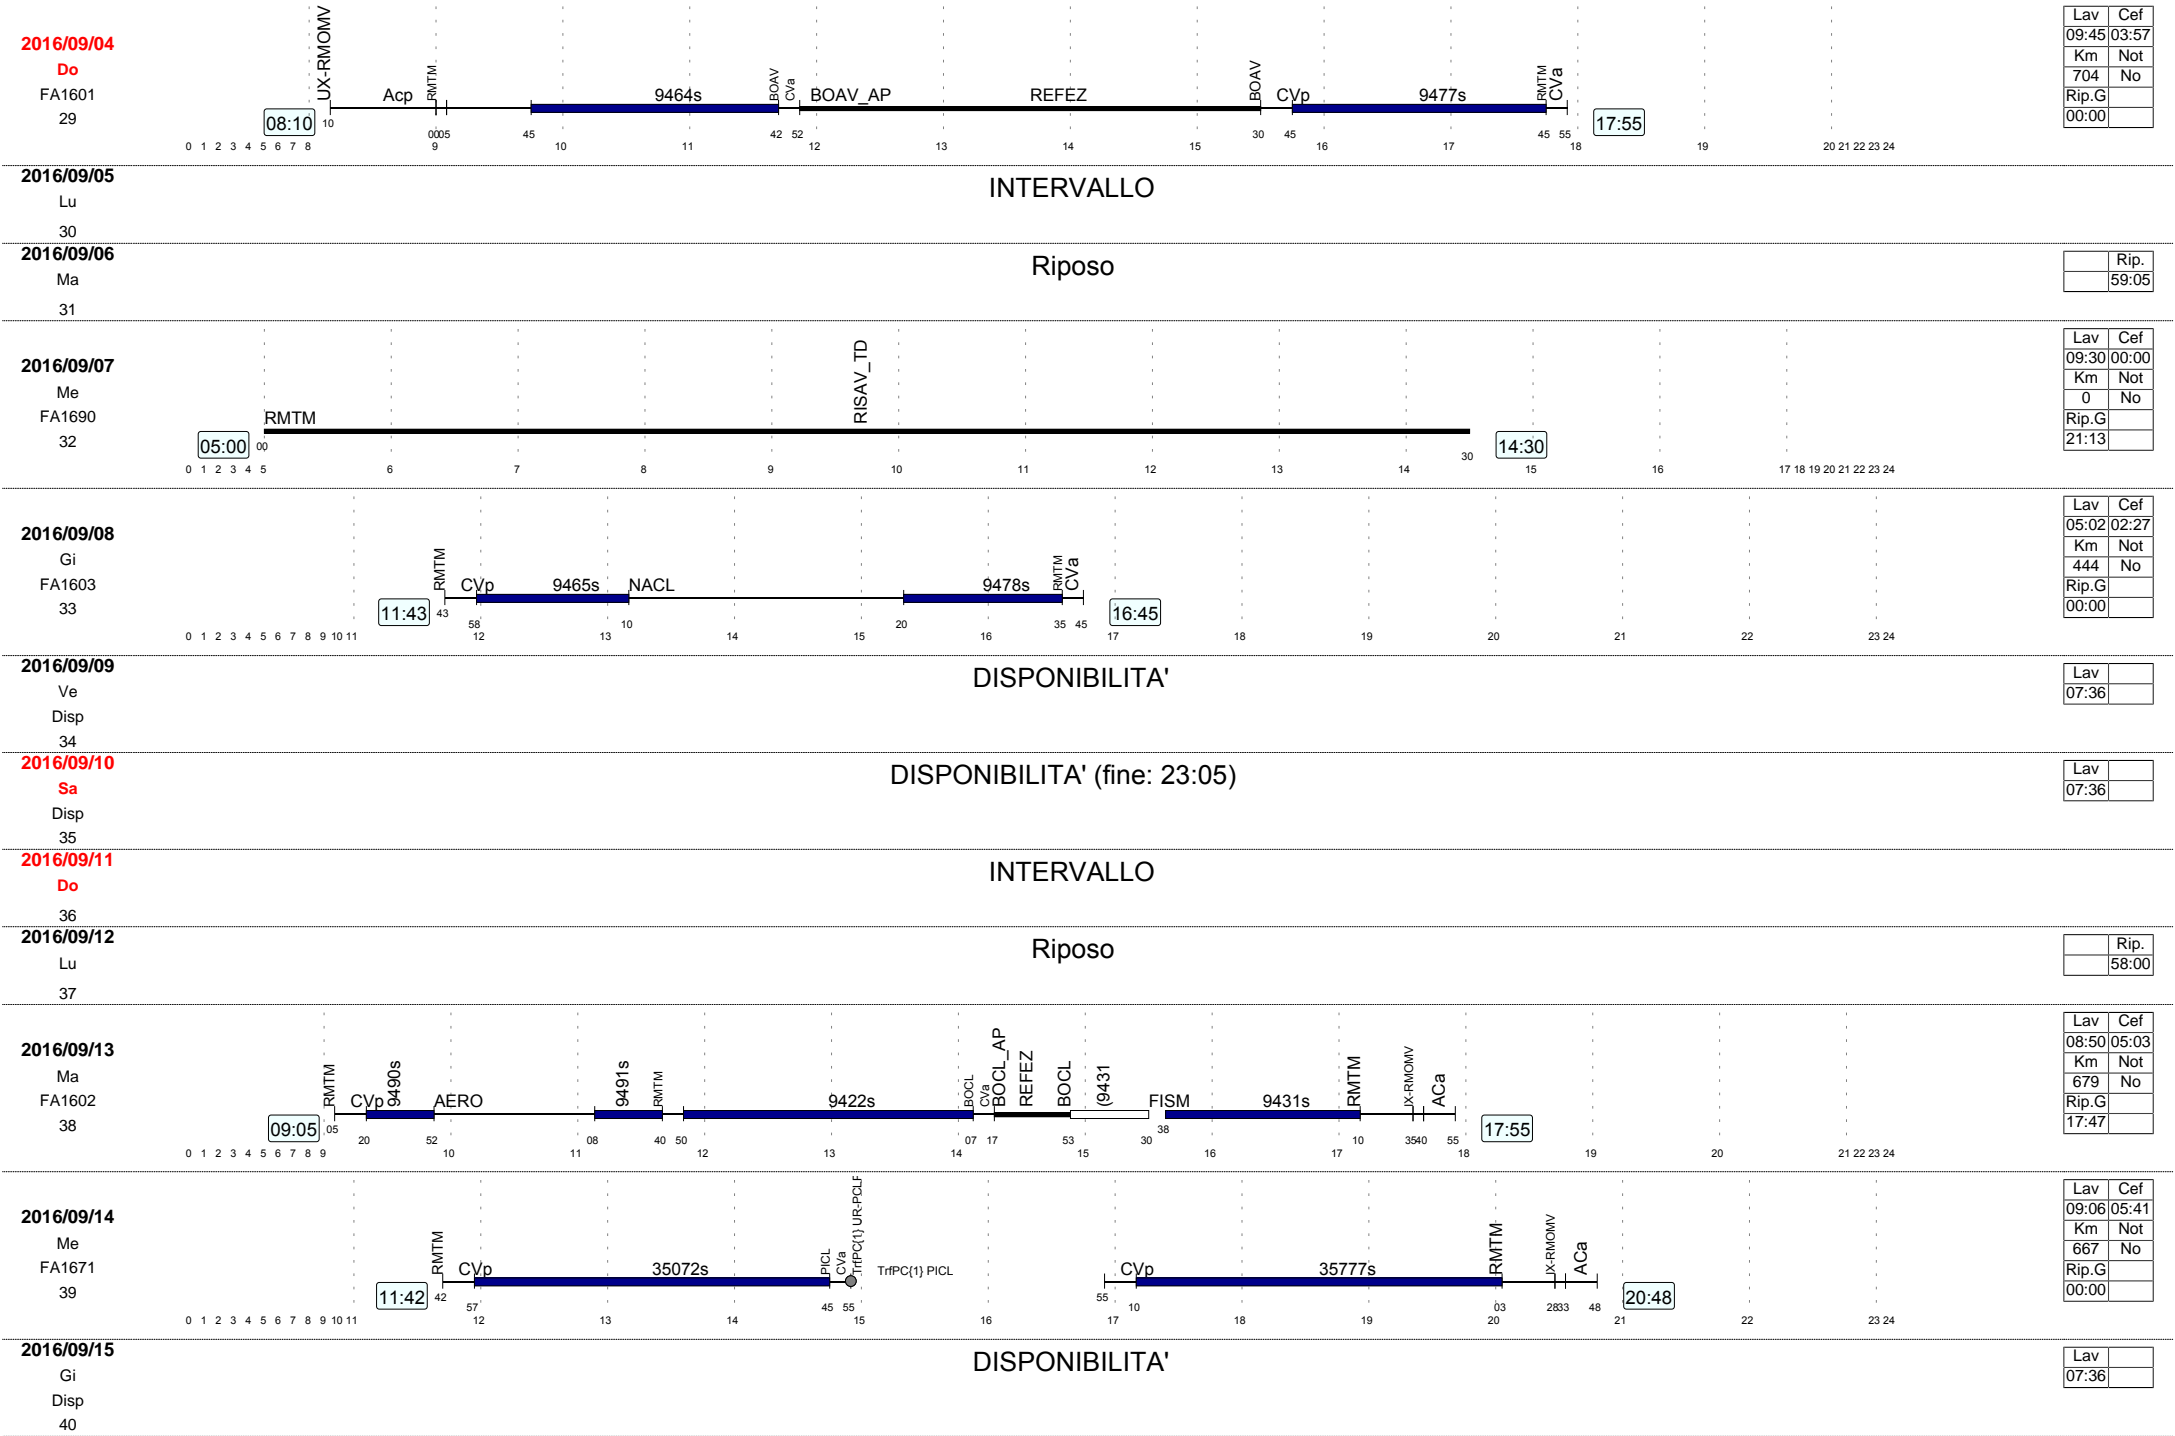 2016/09/04
Do
FA1601
29
08:10
UX-RMOMV
Acp
RMTM
9464s
BOAV
CVa
BOAV_AP
REFEZ
BOAV
CVp
9477s
RMTM
CVa
17:55
10 00 05 45 42 52 30 45 45 55
0 1 2 3 4 5 6 7 8 9 10 11 12 13 14 15 16 17 18 19 20 21 22 23 24
Lav Cef
09:45 03:57
Km Not
704 No
Rip.G
00:00
2016/09/05
Lu
30
INTERVALLO
2016/09/06
Ma
31
Riposo
Rip.
59:05
2016/09/07
Me
FA1690
32
05:00
RMTM
RISAV_TD
14:30
00 30
0 1 2 3 4 5 6 7 8 9 10 11 12 13 14 15 16 17 18 19 20 21 22 23 24
Lav Cef
09:30 00:00
Km Not
0 No
Rip.G
21:13
2016/09/08
Gi
FA1603
33
11:43
RMTM
CVp
9465s
NACL
9478s
RMTM
CVa
16:45
43 58 10 20 35 45
0 1 2 3 4 5 6 7 8 9 10 11 12 13 14 15 16 17 18 19 20 21 22 23 24
Lav Cef
05:02 02:27
Km Not
444 No
Rip.G
00:00
2016/09/09
Ve
Disp
34
DISPONIBILITA'
Lav
07:36
2016/09/10
Sa
Disp
35
DISPONIBILITA' (fine: 23:05)
Lav
07:36
2016/09/11
Do
36
INTERVALLO
2016/09/12
Lu
37
Riposo
Rip.
58:00
2016/09/13
Ma
FA1602
38
09:05
RMTM
CVp
9490s
AERO
9491s
RMTM
9422s
BOCL
CVa
BOCL_AP
REFEZ
BOCL
(9431
FISM
9431s
RMTM
IX-RMOMV
ACa
17:55
05 20 52 08 40 50 07 17 53 30 38 10 35 40 55
0 1 2 3 4 5 6 7 8 9 10 11 12 13 14 15 16 17 18 19 20 21 22 23 24
Lav Cef
08:50 05:03
Km Not
679 No
Rip.G
17:47
2016/09/14
Me
FA1671
39
11:42
RMTM
CVp
35072s
PICL
CVa
TrfPC{1} UR-PCLF
TrfPC{1} PICL
CVp
35777s
RMTM
IX-RMOMV
ACa
20:48
42 57 45 55 55 10 03 28 33 48
0 1 2 3 4 5 6 7 8 9 10 11 12 13 14 15 16 17 18 19 20 21 22 23 24
Lav Cef
09:06 05:41
Km Not
667 No
Rip.G
00:00
2016/09/15
Gi
Disp
40
DISPONIBILITA'
Lav
07:36